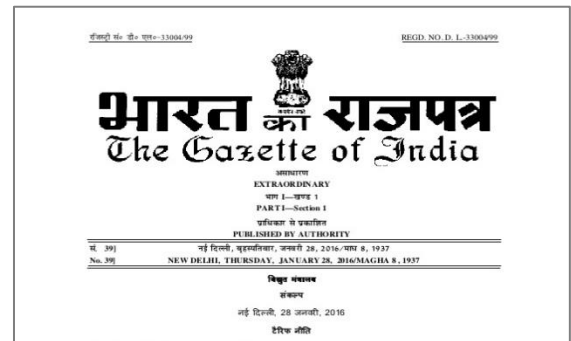 रजिस्ट्री सं० डी० एल०-33004/99 REGD. NO. D. L.-33004/99
भारत का राजपत्र
The Gazette of India
असाधारण
EXTRAORDINARY
भाग I—खण्ड 1
PART I—Section 1
प्राधिकार से प्रकाशित
PUBLISHED BY AUTHORITY
सं. 39] नई दिल्ली, बृहस्पतिवार, जनवरी 28, 2016/माघ 8, 1937
No. 39] NEW DELHI, THURSDAY, JANUARY 28, 2016/MAGHA 8, 1937
विद्युत मंत्रालय
संकल्प
नई दिल्ली, 28 जनवरी, 2016
टैरिफ नीति